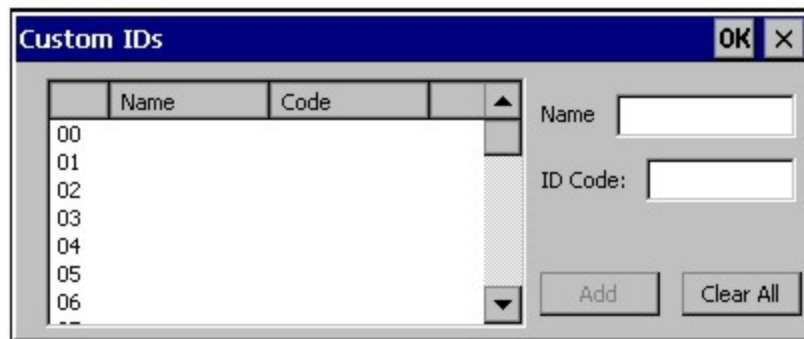 Custom IDs OK ×
Name Code
00
01
02
03
04
05
06
Name
ID Code:
Add Clear All